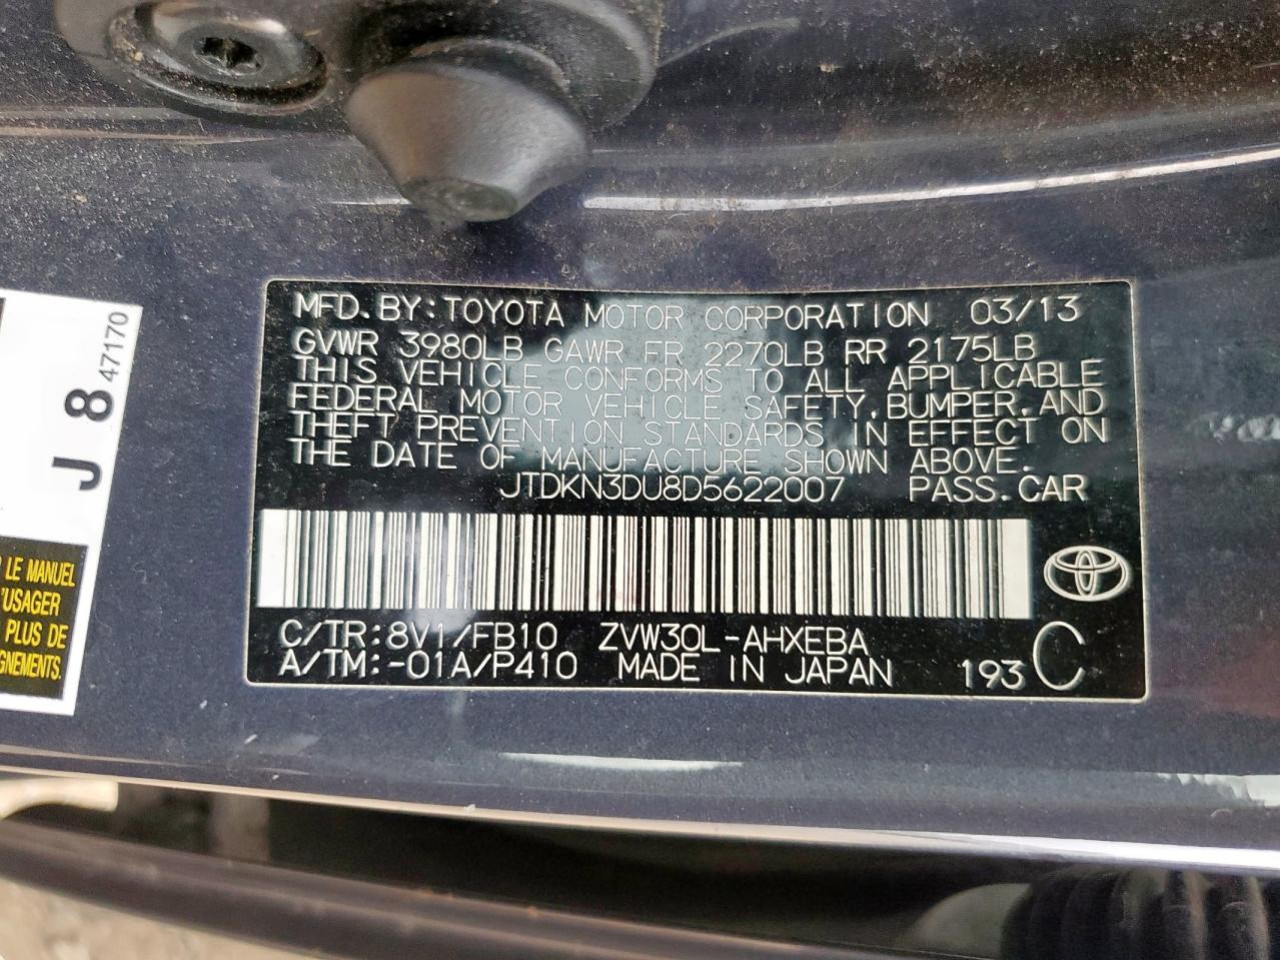 MFD. BY: TOYOTA MOTOR CORPORATION 03/13
GVWR 3980LB GAWR FR 2270LB RR 2175LB
THIS VEHICLE CONFORMS TO ALL APPLICABLE
FEDERAL MOTOR VEHICLE SAFETY, BUMPER, AND
THEFT PREVENTION STANDARDS IN EFFECT ON
THE DATE OF MANUFACTURE SHOWN ABOVE.
JTDKN3DU8D5622007 PASS. CAR
C/TR: 8V1/FB10 ZVW30L-AHXEBA
A/TM: -01A/P410 MADE IN JAPAN 193 C
J 8 47170
LE MANUEL
'USAGER
PLUS DE
GNEMENTS.